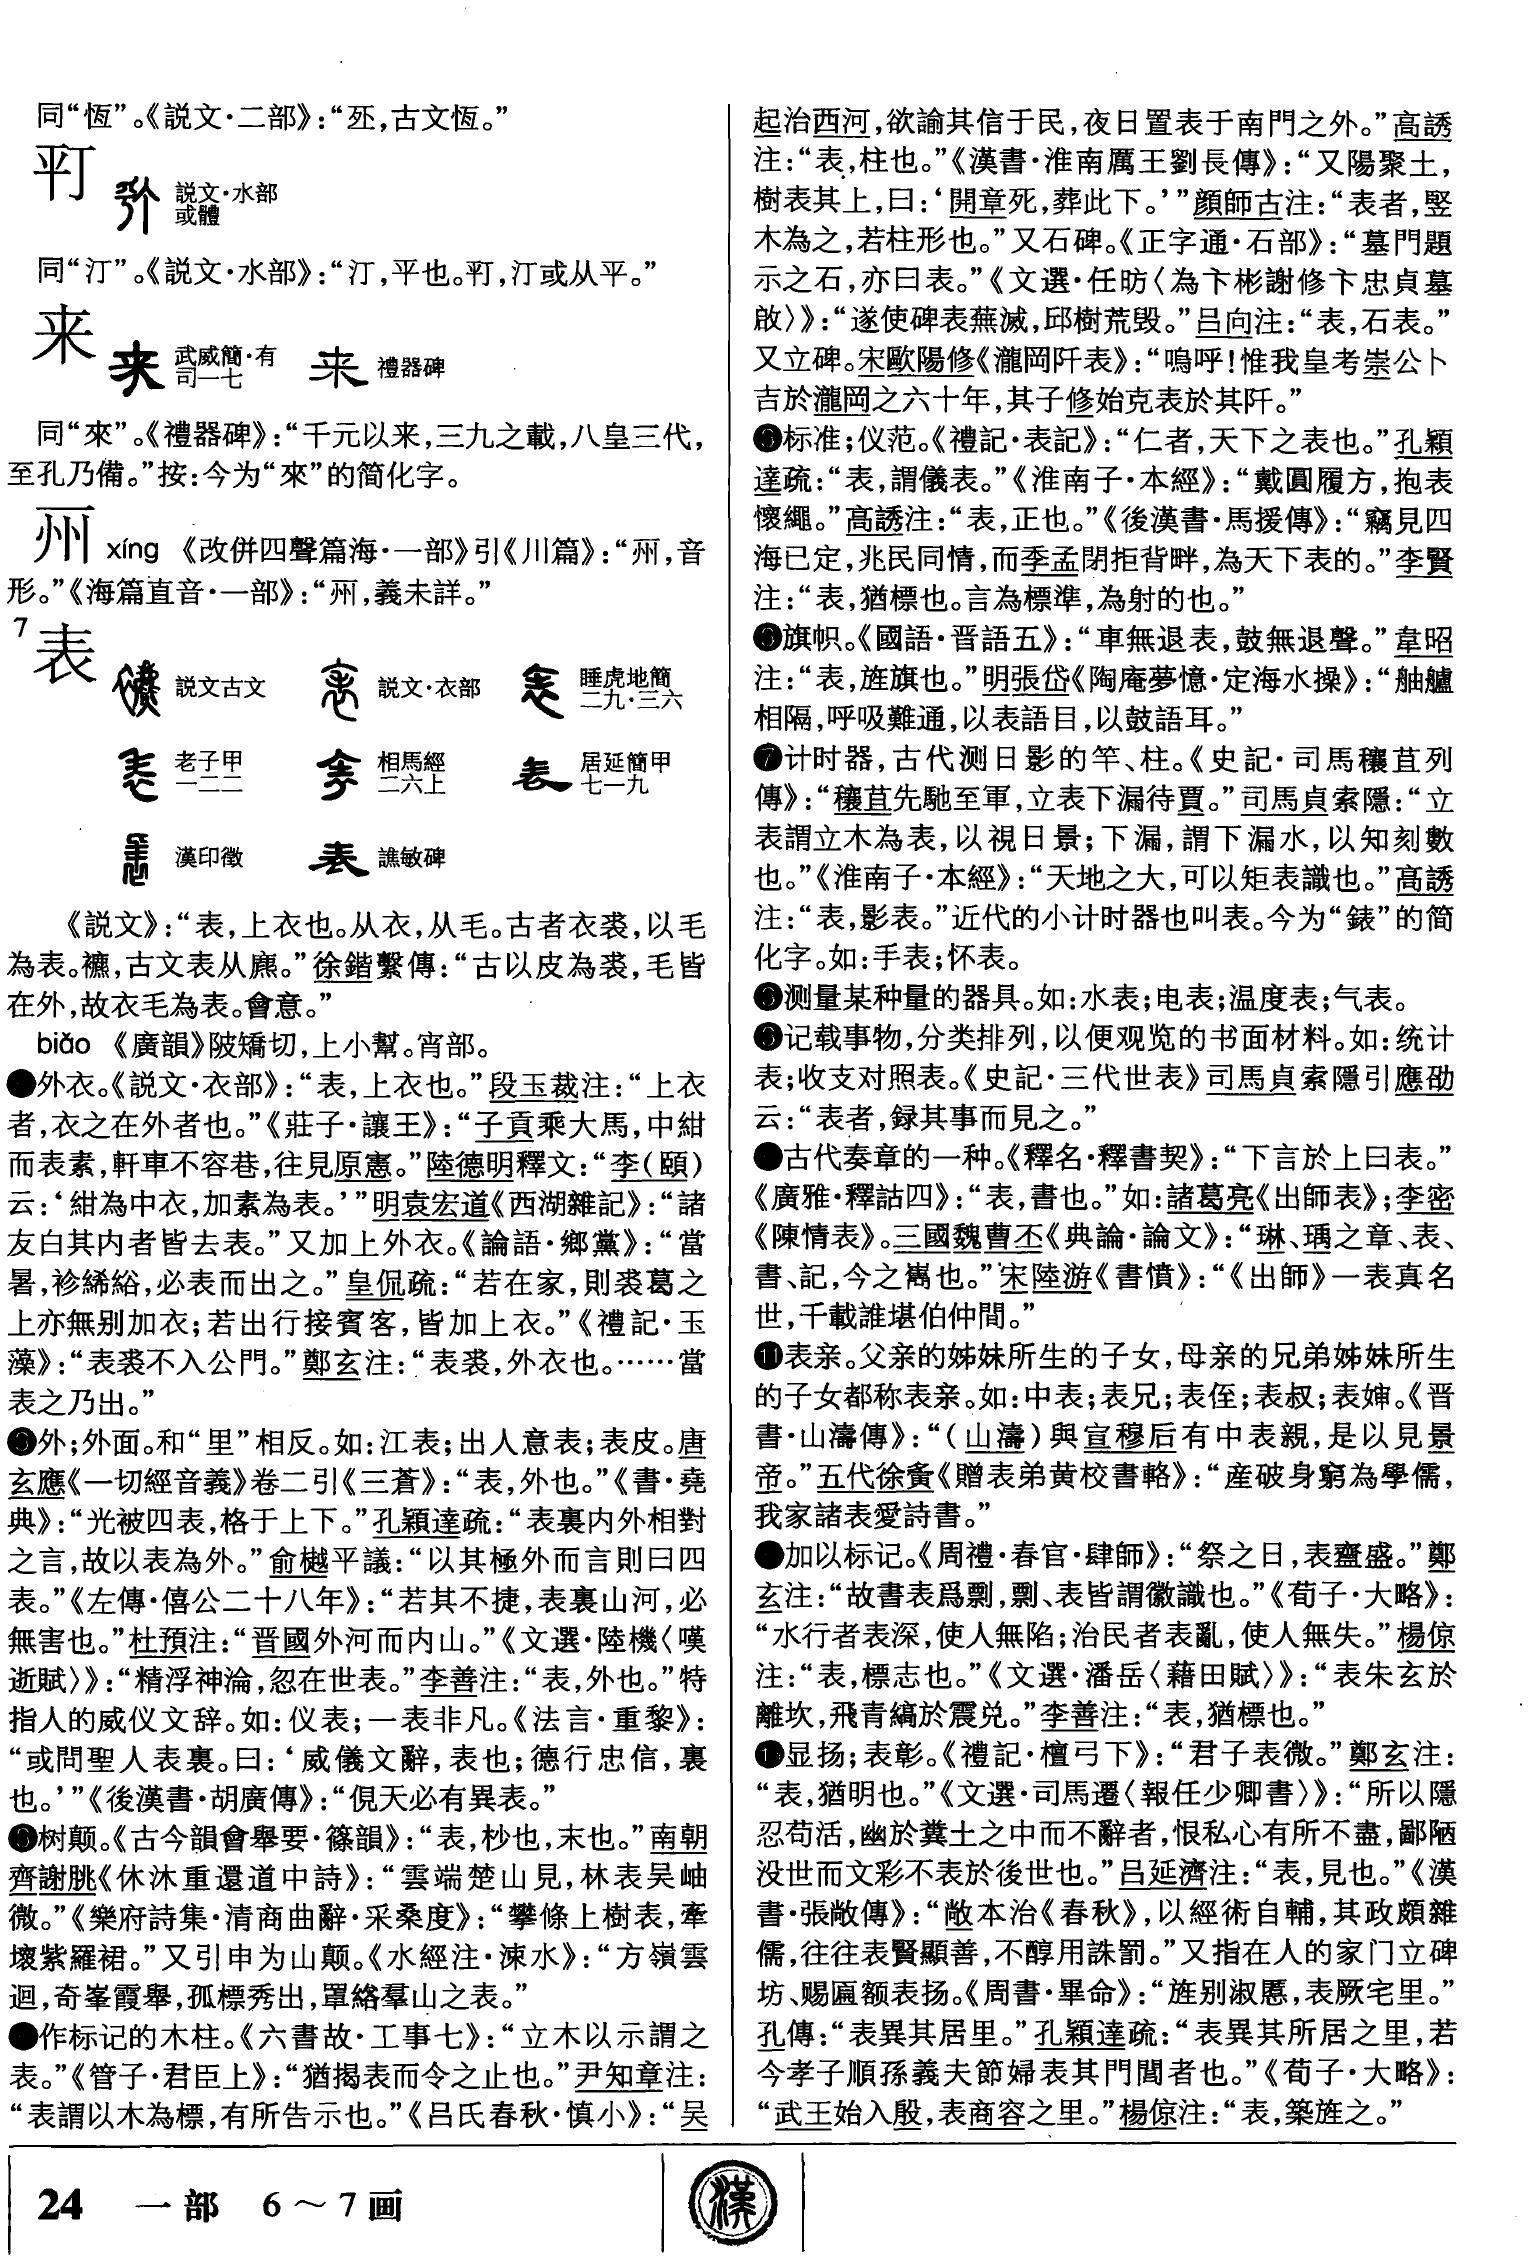 同“恆”。《説文·二部》：“𠄨，古文恆。”
𠀘
説文·水部
或體
同“汀”。《説文·水部》：“汀，平也。𠀘，汀或从平。”
来
武威簡·有
司一七
禮器碑
同“來”。《禮器碑》：“千元以来，三九之載，八皇三代，
至孔乃備。”按：今为“來”的简化字。
xíng 《改併四聲篇海·一部》引《川篇》：“，音
形。”《海篇直音·一部》：“，義未詳。”
7
表
説文古文
説文·衣部
睡虎地簡
二九·三六
老子甲
一二二
相馬經
二六上
居延簡甲
七一九
漢印徵
譙敏碑
《説文》：“表，上衣也。从衣，从毛。古者衣裘，以毛
為表。襛，古文表从麃。”徐鍇繫傳：“古以皮為裘，毛皆
在外，故衣毛為表。會意。”
biǎo 《廣韻》陂矯切，上小幫。宵部。
外衣。《説文·衣部》：“表，上衣也。”段玉裁注：“上衣
者，衣之在外者也。”《莊子·讓王》：“子貢乘大馬，中紺
而表素，軒車不容巷，往見原憲。”陸德明釋文：“李（頤）
云：‘紺為中衣，加素為表。’”明袁宏道《西湖雜記》：“諸
友白其内者皆去表。”又加上外衣。《論語·鄉黨》：“當
暑，袗絺綌，必表而出之。”皇侃疏：“若在家，則裘葛之
上亦無别加衣；若出行接賓客，皆加上衣。”《禮記·玉
藻》：“表裘不入公門。”鄭玄注：“表裘，外衣也。……當
表之乃出。”
外；外面。和“里”相反。如：江表；出人意表；表皮。唐
玄應《一切經音義》卷二引《三蒼》：“表，外也。”《書·堯
典》：“光被四表，格于上下。”孔穎達疏：“表裏内外相對
之言，故以表為外。”俞樾平議：“以其極外而言則曰四
表。”《左傳·僖公二十八年》：“若其不捷，表裏山河，必
無害也。”杜預注：“晋國外河而内山。”《文選·陸機〈嘆
逝賦〉》：“精浮神淪，忽在世表。”李善注：“表，外也。”特
指人的威仪文辞。如：仪表；一表非凡。《法言·重黎》：
“或問聖人表裏。曰：‘威儀文辭，表也；德行忠信，裏
也。’”《後漢書·胡廣傳》：“俔天必有異表。”
树颠。《古今韻會舉要·篠韻》：“表，杪也，末也。”南朝
齊謝朓《休沐重還道中詩》：“雲端楚山見，林表吴岫
微。”《樂府詩集·清商曲辭·采桑度》：“攀條上樹表，牽
壞紫羅裙。”又引申为山颠。《水經注·涑水》：“方嶺雲
迴，奇峯霞舉，孤標秀出，罩絡羣山之表。”
作标记的木柱。《六書故·工事七》：“立木以示謂之
表。”《管子·君臣上》：“猶揭表而令之止也。”尹知章注：
“表謂以木為標，有所告示也。”《吕氏春秋·慎小》：“吴
起治西河，欲諭其信于民，夜日置表于南門之外。”高誘
注：“表，柱也。”《漢書·淮南厲王劉長傳》：“又陽聚土，
樹表其上，曰：‘開章死，葬此下。’”顔師古注：“表者，竪
木為之，若柱形也。”又石碑。《正字通·石部》：“墓門題
示之石，亦曰表。”《文選·任昉〈為卞彬謝修卞忠貞墓
啟〉》：“遂使碑表蕪滅，邱樹荒毁。”吕向注：“表，石表。”
又立碑。宋歐陽修《瀧岡阡表》：“嗚呼！惟我皇考崇公卜
吉於瀧岡之六十年，其子修始克表於其阡。”
❺标准；仪范。《禮記·表記》：“仁者，天下之表也。”孔穎
達疏：“表，謂儀表。”《淮南子·本經》：“戴圓履方，抱表
懷繩。”高誘注：“表，正也。”《後漢書·馬援傳》：“竊見四
海已定，兆民同情，而季孟閉拒背畔，為天下表的。”李賢
注：“表，猶標也。言為標準，為射的也。”
❻旗帜。《國語·晋語五》：“車無退表，鼓無退聲。”韋昭
注：“表，旌旗也。”明張岱《陶庵夢憶·定海水操》：“舳艫
相隔，呼吸難通，以表語目，以鼓語耳。”
❼计时器，古代测日影的竿、柱。《史記·司馬穰苴列
傳》：“穰苴先馳至軍，立表下漏待賈。”司馬貞索隱：“立
表謂立木為表，以視日景；下漏，謂下漏水，以知刻數
也。”《淮南子·本經》：“天地之大，可以矩表識也。”高誘
注：“表，影表。”近代的小计时器也叫表。今为“錶”的简
化字。如：手表；怀表。
❽测量某种量的器具。如：水表；电表；温度表；气表。
❾记载事物，分类排列，以便观览的书面材料。如：统计
表；收支对照表。《史記·三代世表》司馬貞索隱引應劭
云：“表者，録其事而見之。”
古代奏章的一种。《釋名·釋書契》：“下言於上曰表。”
《廣雅·釋詁四》：“表，書也。”如：諸葛亮《出師表》；李密
《陳情表》。三國魏曹丕《典論·論文》：“琳、瑀之章、表、
書、記，今之雋也。”宋陸游《書憤》：“《出師》一表真名
世，千載誰堪伯仲間。”
⓫表亲。父亲的姊妹所生的子女，母亲的兄弟姊妹所生
的子女都称表亲。如：中表；表兄；表侄；表叔；表婶。《晋
書·山濤傳》：“（山濤）與宣穆后有中表親，是以見景
帝。”五代徐夤《贈表弟黄校書輅》：“産破身窮為學儒，
我家諸表愛詩書。”
加以标记。《周禮·春官·肆師》：“祭之日，表齍盛。”鄭
玄注：“故書表爲剽，剽、表皆謂徽識也。”《荀子·大略》：
“水行者表深，使人無陷；治民者表亂，使人無失。”楊倞
注：“表，標志也。”《文選·潘岳〈藉田賦〉》：“表朱玄於
離坎，飛青縞於震兑。”李善注：“表，猶標也。”
显扬；表彰。《禮記·檀弓下》：“君子表微。”鄭玄注：
“表，猶明也。”《文選·司馬遷〈報任少卿書〉》：“所以隱
忍苟活，幽於糞土之中而不辭者，恨私心有所不盡，鄙陋
没世而文彩不表於後世也。”吕延濟注：“表，見也。”《漢
書·張敞傳》：“敞本治《春秋》，以經術自輔，其政頗雜
儒，往往表賢顯善，不醇用誅罰。”又指在人的家门立碑
坊、赐匾额表扬。《周書·畢命》：“旌别淑慝，表厥宅里。”
孔傳：“表異其居里。”孔穎達疏：“表異其所居之里，若
今孝子順孫義夫節婦表其門閭者也。”《荀子·大略》：
“武王始入殷，表商容之里。”楊倞注：“表，築旌之。”
24 一部 6～7画
漢